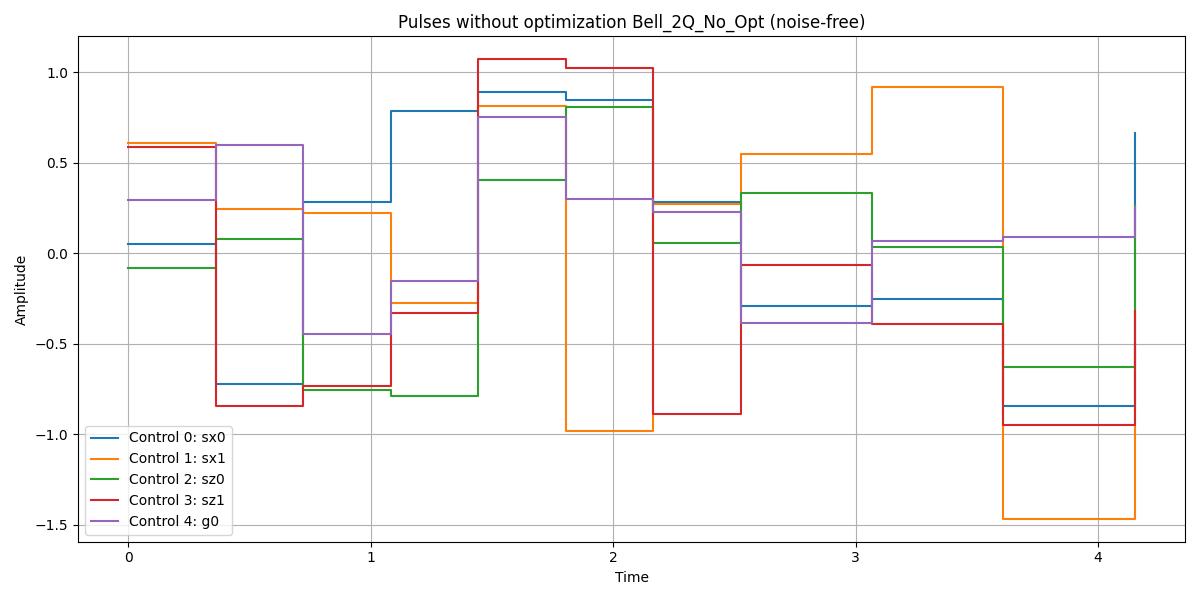 Pulses without optimization Bell_2Q_No_Opt (noise-free)
Amplitude
1.0
0.5
0.0
−0.5
−1.0
−1.5
Control 0: sx0
Control 1: sx1
Control 2: sz0
Control 3: sz1
Control 4: g0
0 1 2 3 4
Time